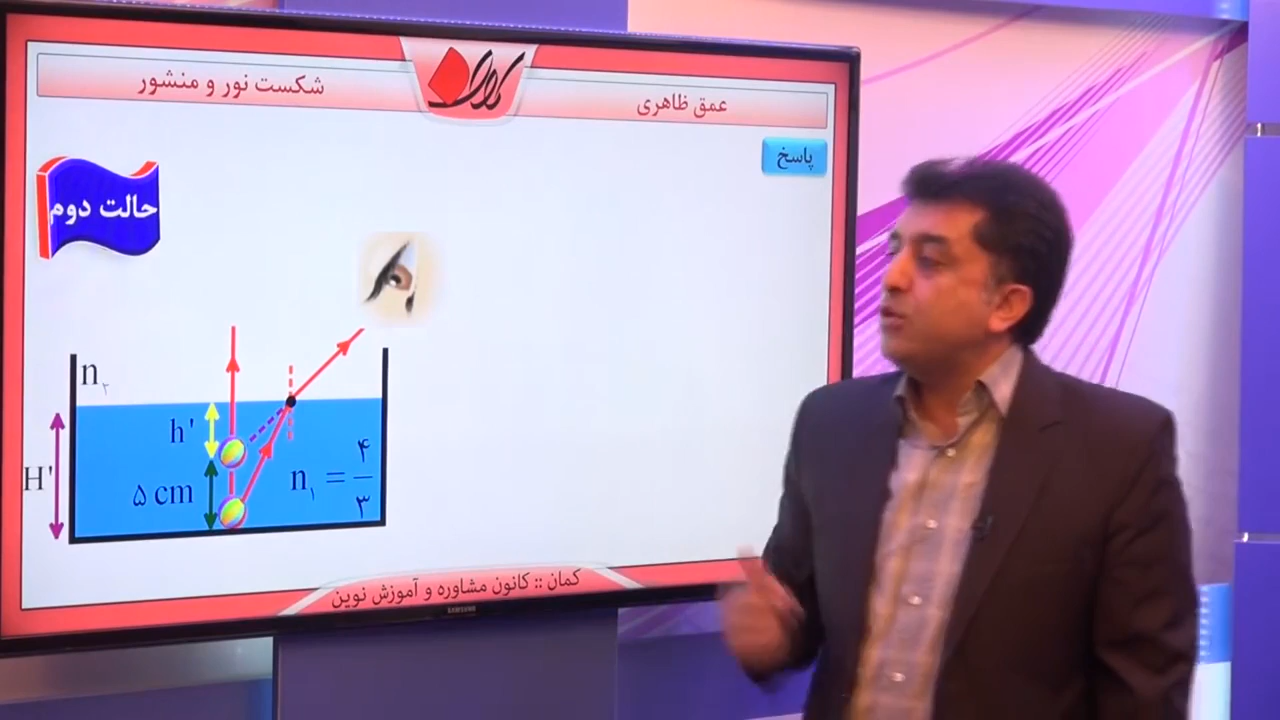 عمق ظاهری
شکست نور و منشور
پاسخ
حالت دوم
n۲
h'
H'
۵ cm
n۱ = ۴/۳
کمان :: کانون مشاوره و آموزش نوین
SAMSUNG